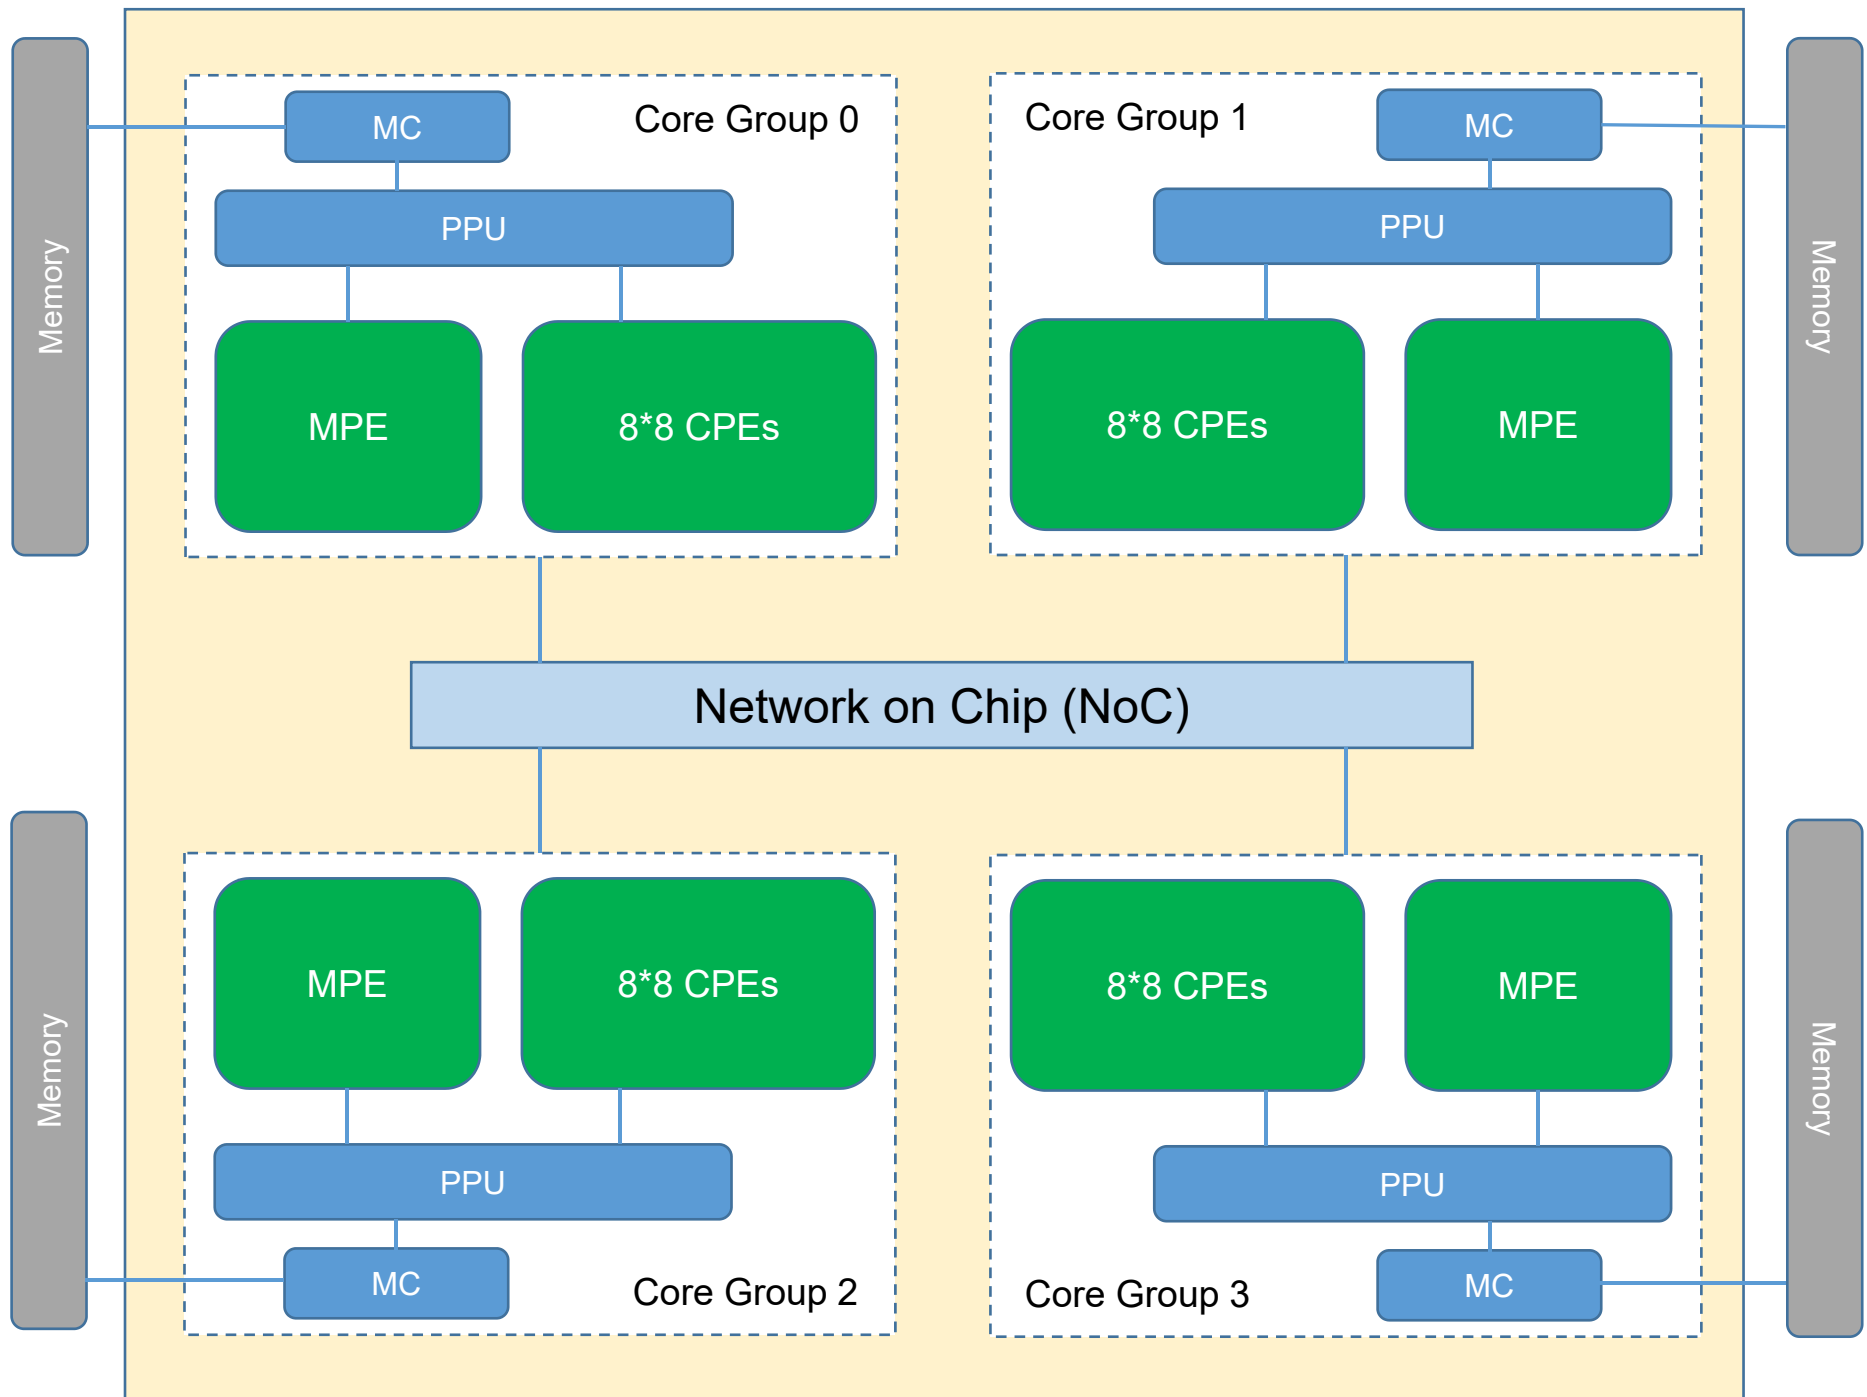 Memory
MC
Core Group 0
PPU
MPE
8*8 CPEs
Core Group 1
MC
PPU
8*8 CPEs
MPE
Memory
Network on Chip (NoC)
Memory
MPE
8*8 CPEs
PPU
MC
Core Group 2
8*8 CPEs
MPE
PPU
Core Group 3
MC
Memory